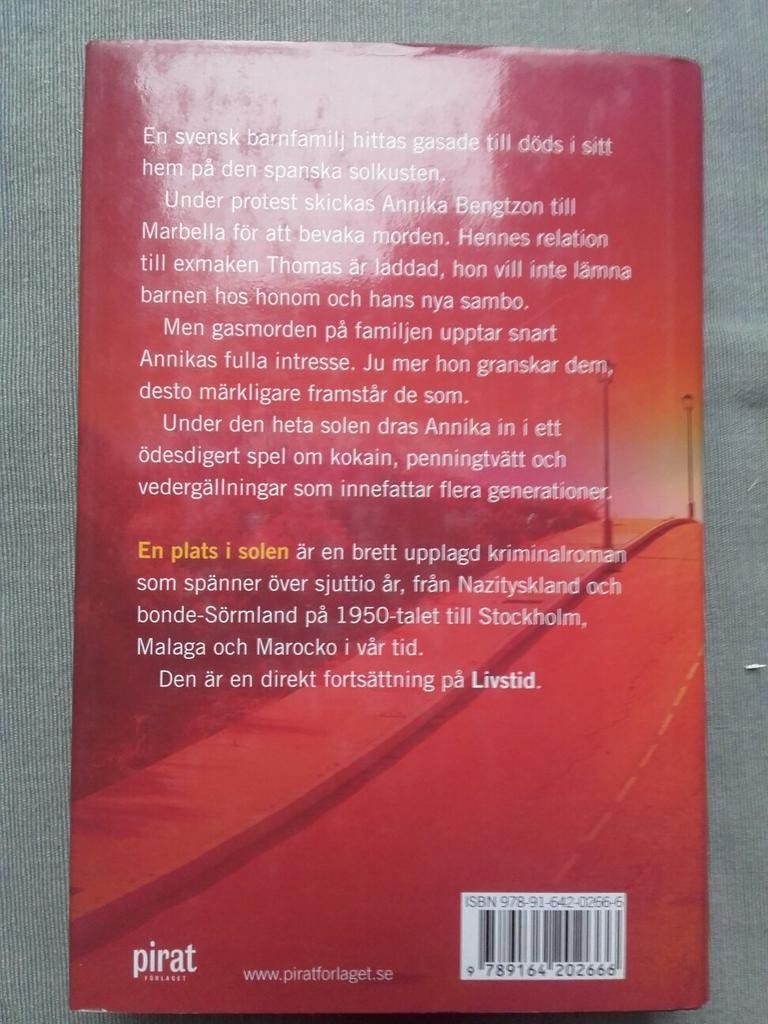 En svensk barnfamilj hittas gasade till döds i sitt
hem på den spanska solkusten.
Under protest skickas Annika Bengtzon till
Marbella för att bevaka morden. Hennes relation
till exmaken Thomas är laddad, hon vill inte lämna
barnen hos honom och hans nya sambo.
Men gasmorden på familjen upptar snart
Annikas fulla intresse. Ju mer hon granskar dem,
desto märkligare framstår de som.
Under den heta solen dras Annika in i ett
ödesdigert spel om kokain, penningtvätt och
vedergällningar som innefattar flera generationer.
En plats i solen är en brett upplagd kriminalroman
som spänner över sjuttio år, från Nazityskland och
bonde-Sörmland på 1950-talet till Stockholm,
Malaga och Marocko i vår tid.
Den är en direkt fortsättning på Livstid.
ISBN 978-91-642-0266-6
9 789164 202666
pirat
FÖRLAGET
www.piratforlaget.se